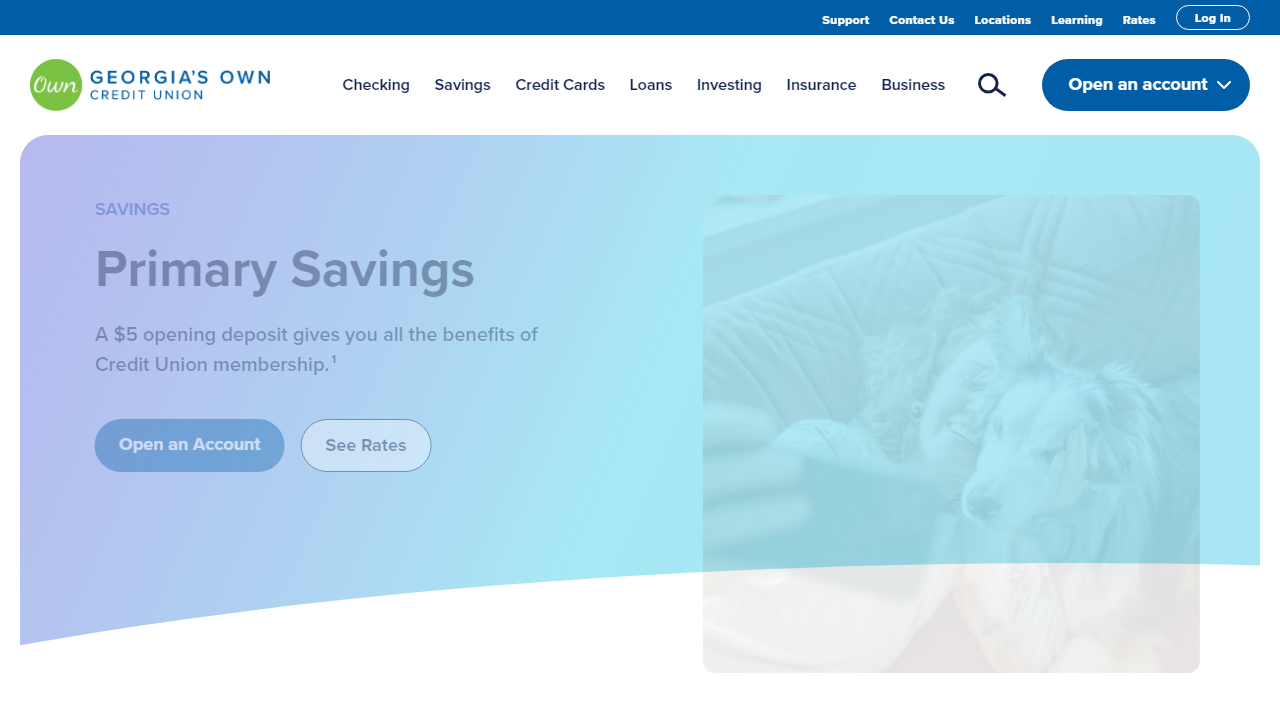 Support Contact Us Locations Learning Rates Log In
Own GEORGIA'S OWN
CREDIT UNION
Checking Savings Credit Cards Loans Investing Insurance Business
Open an account
SAVINGS
Primary Savings
A $5 opening deposit gives you all the benefits of
Credit Union membership.¹
Open an Account See Rates